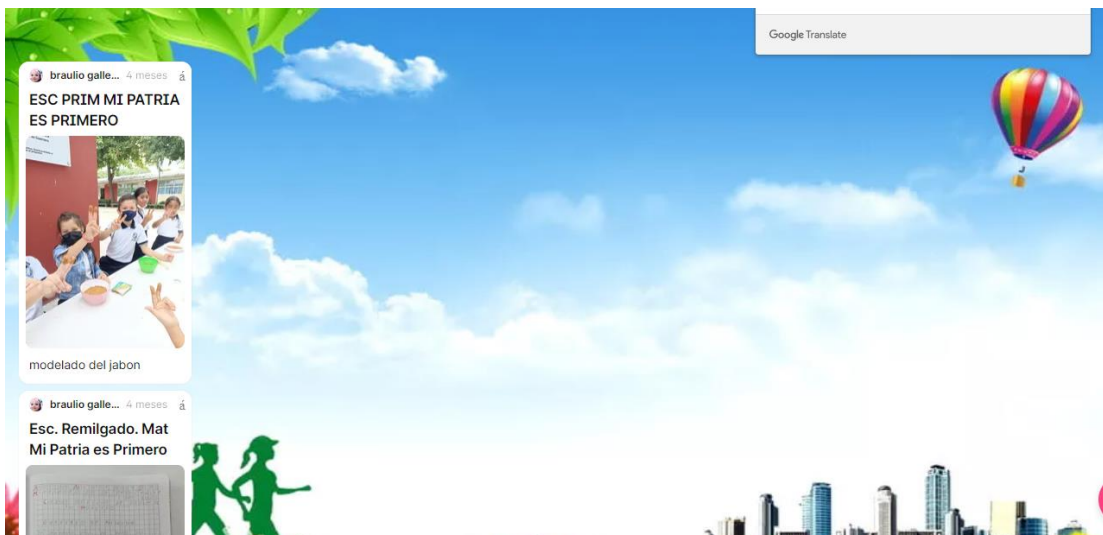 Google Translate
braulio galle... 4 meses á
ESC PRIM MI PATRIA
ES PRIMERO
modelado del jabon
braulio galle... 4 meses á
Esc. Remilgado. Mat
Mi Patria es Primero